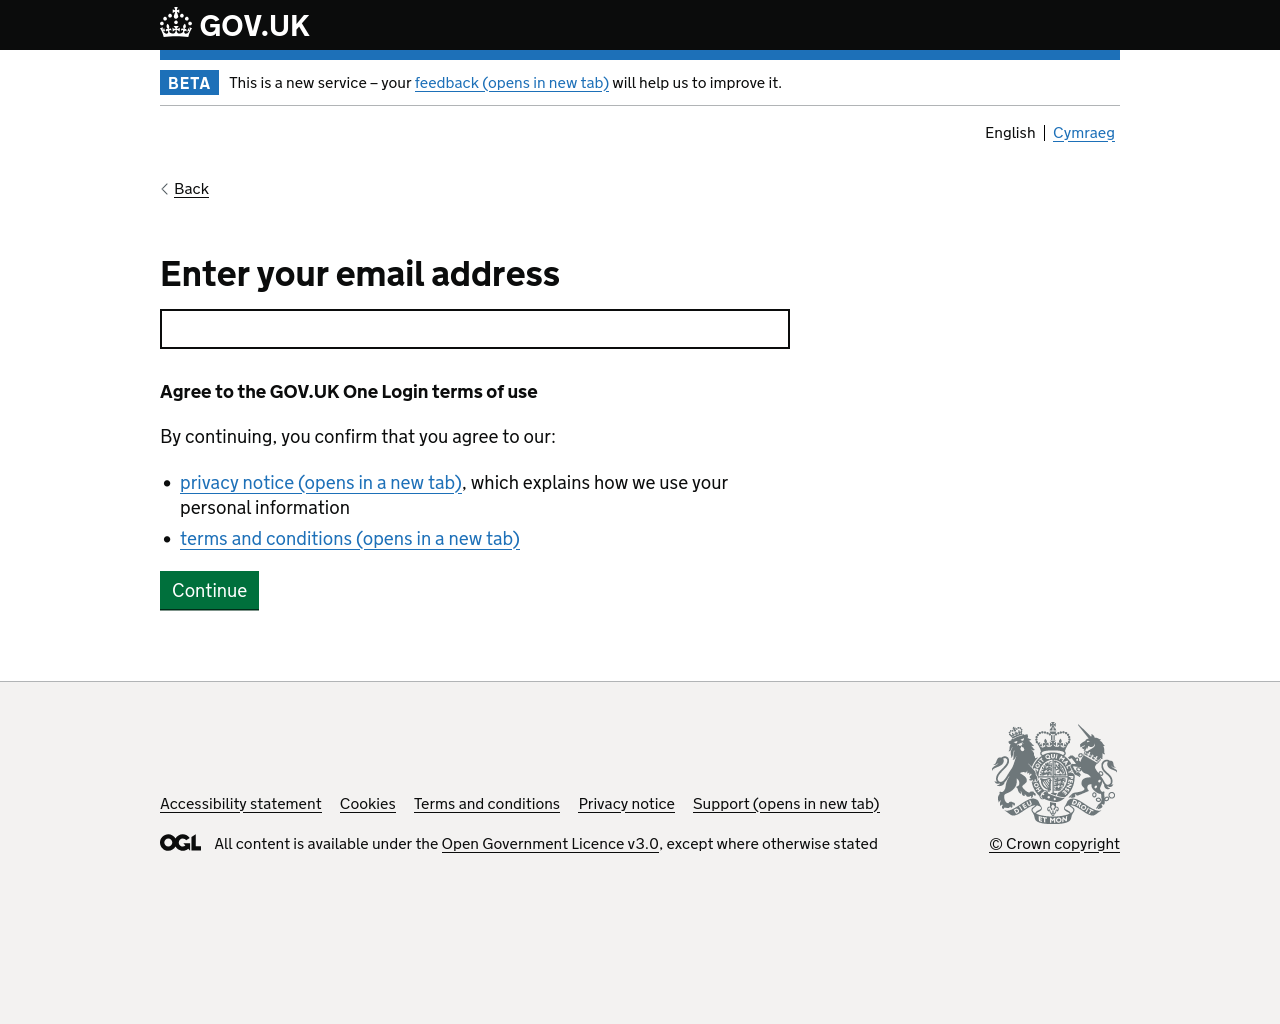 GOV.UK
BETA This is a new service – your feedback (opens in new tab) will help us to improve it.
English Cymraeg
Back
Enter your email address
Agree to the GOV.UK One Login terms of use
By continuing, you confirm that you agree to our:
• privacy notice (opens in a new tab), which explains how we use your
personal information
• terms and conditions (opens in a new tab)
Continue
Accessibility statement Cookies Terms and conditions Privacy notice Support (opens in new tab)
OGL All content is available under the Open Government Licence v3.0, except where otherwise stated
DIEU ET MON DROIT
© Crown copyright